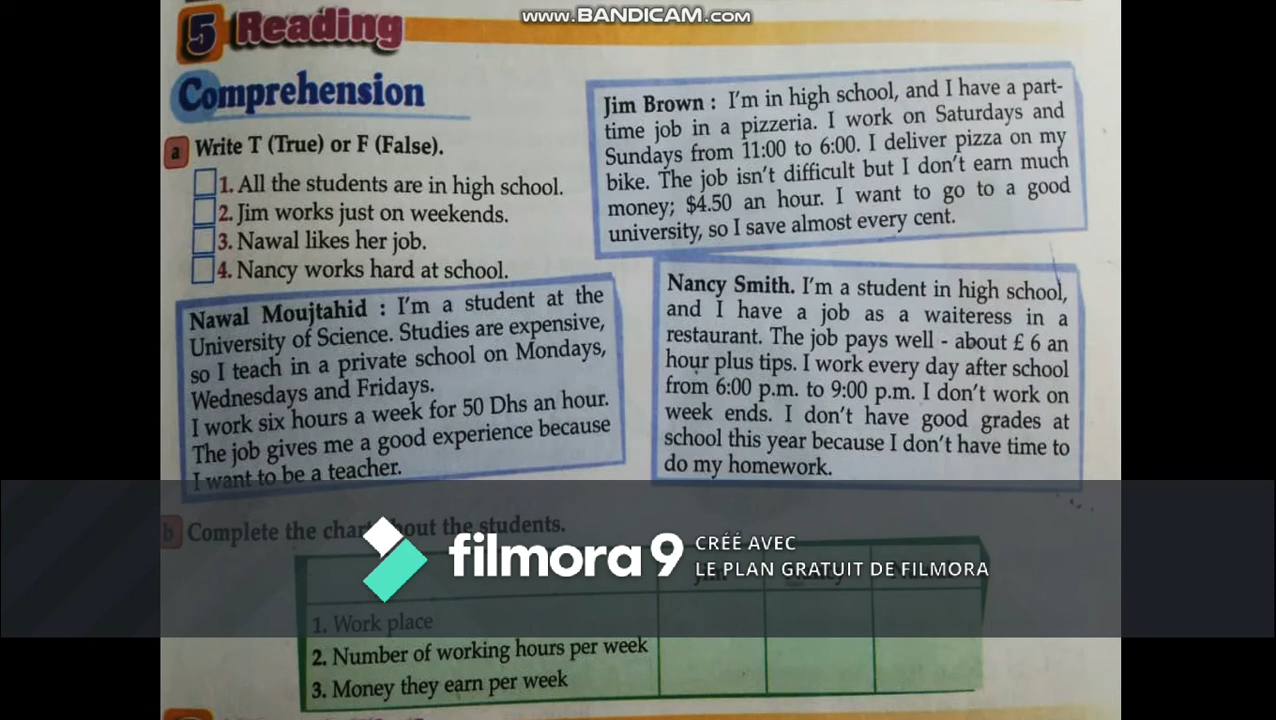 www.BANDICAM.com
5 Reading
Comprehension
a Write T (True) or F (False).
1. All the students are in high school.
2. Jim works just on weekends.
3. Nawal likes her job.
4. Nancy works hard at school.
Jim Brown : I'm in high school, and I have a part-
time job in a pizzeria. I work on Saturdays and
Sundays from 11:00 to 6:00. I deliver pizza on my
bike. The job isn't difficult but I don't earn much
money; $4.50 an hour. I want to go to a good
university, so I save almost every cent.
Nawal Moujtahid : I'm a student at the
University of Science. Studies are expensive,
so I teach in a private school on Mondays,
Wednesdays and Fridays.
I work six hours a week for 50 Dhs an hour.
The job gives me a good experience because
I want to be a teacher.
Nancy Smith. I'm a student in high school,
and I have a job as a waiteress in a
restaurant. The job pays well - about £ 6 an
hour plus tips. I work every day after school
from 6:00 p.m. to 9:00 p.m. I don't work on
week ends. I don't have good grades at
school this year because I don't have time to
do my homework.
b Complete the chart about the students.
filmora 9
CRÉÉ AVEC
LE PLAN GRATUIT DE FILMORA
Jim Nancy
1. Work place
2. Number of working hours per week
3. Money they earn per week